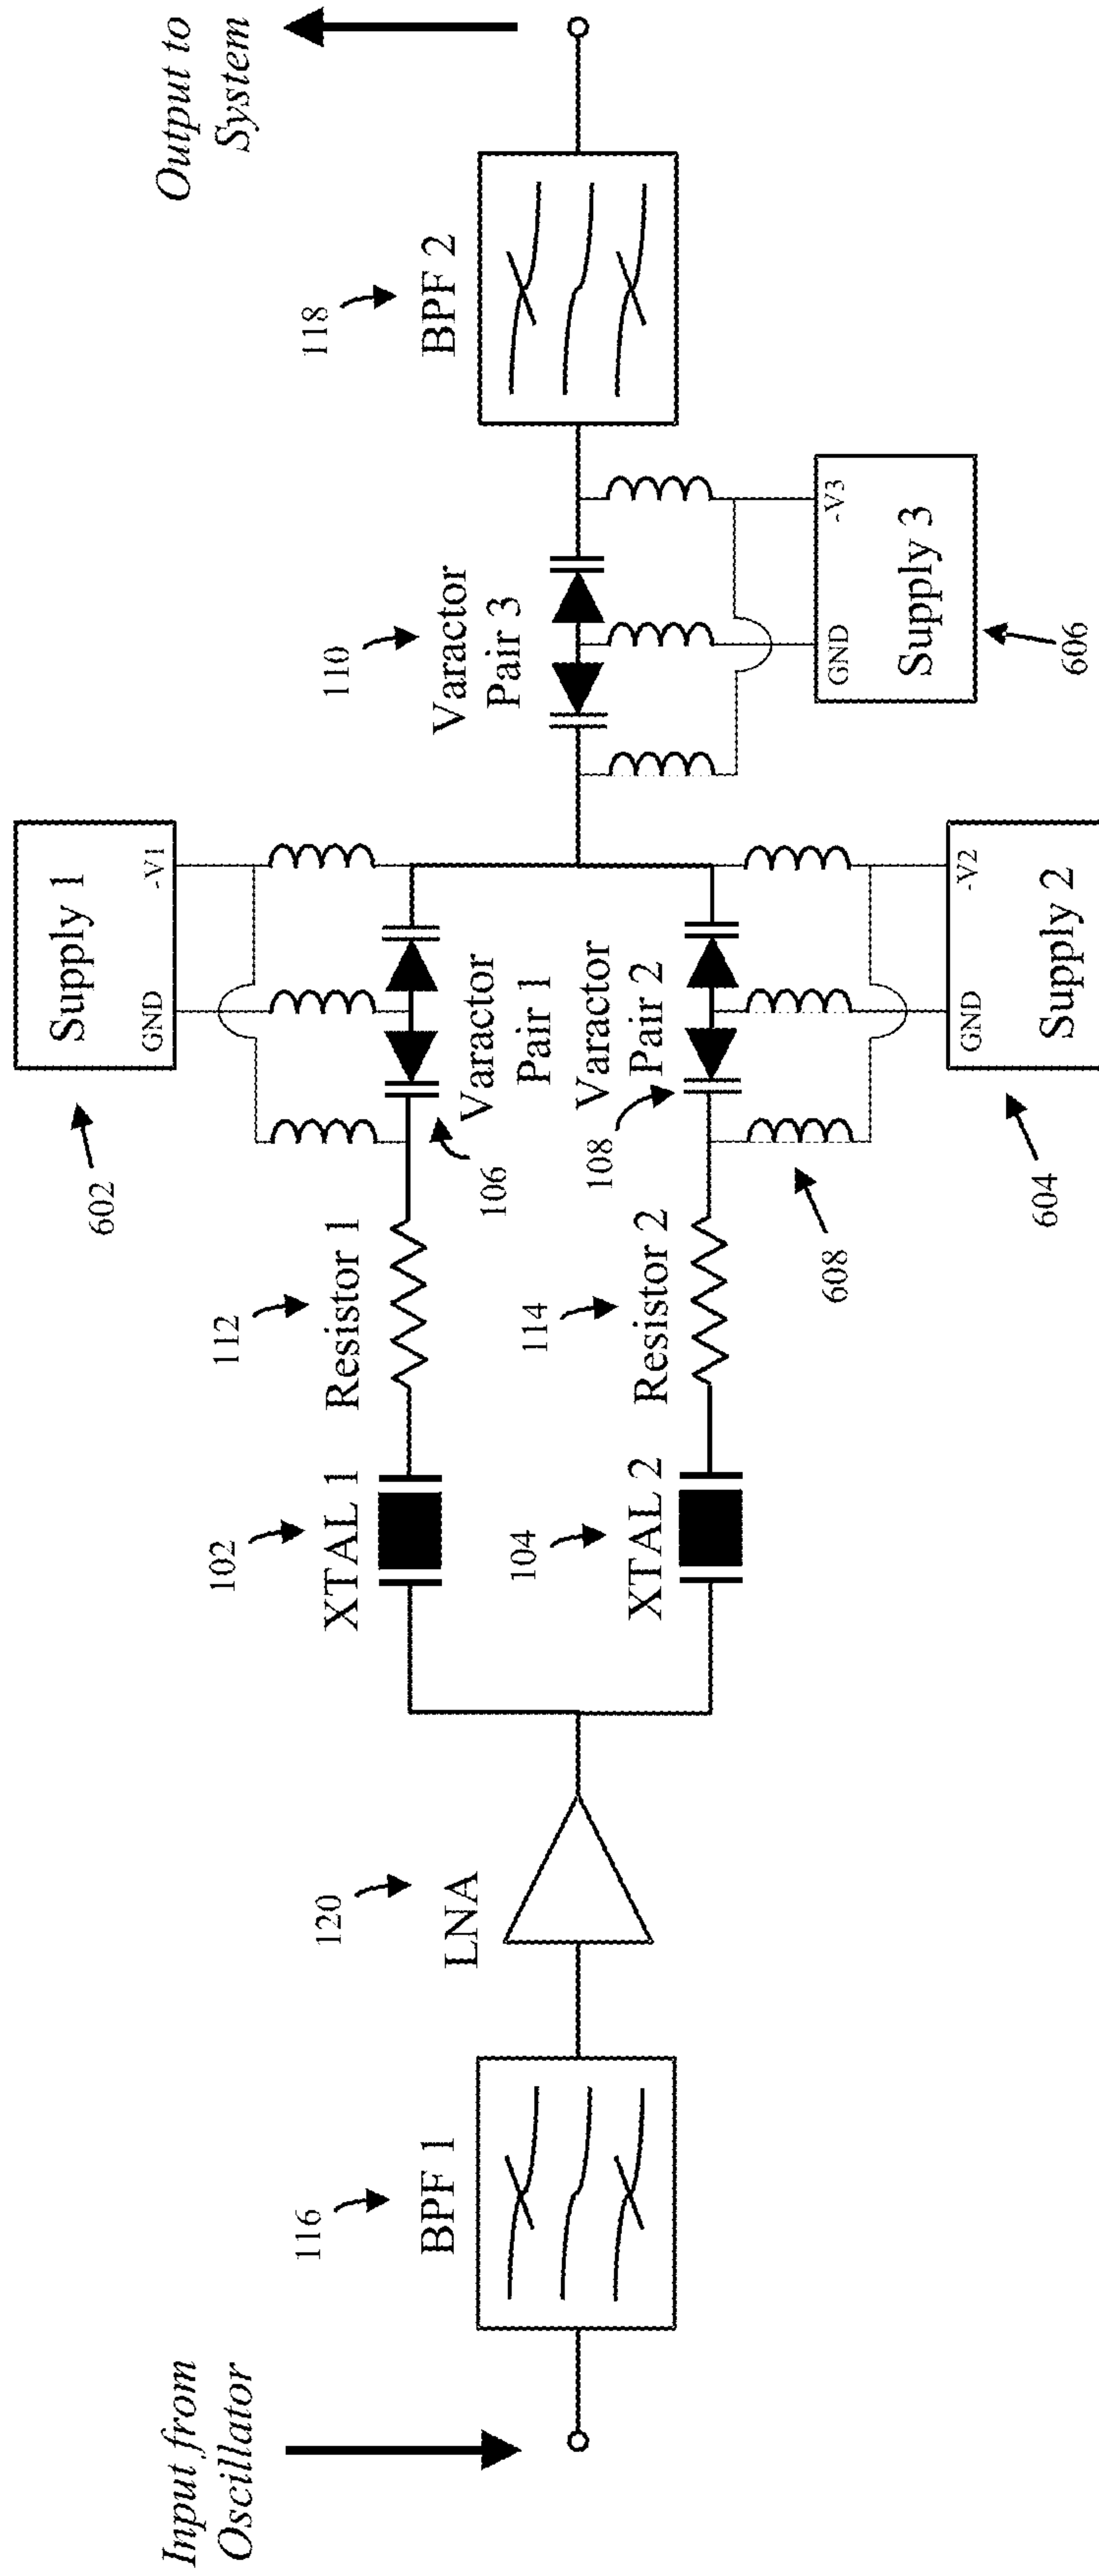 Input from
Oscillator
116
BPF 1
120
LNA
102
XTAL 1
104
XTAL 2
112
Resistor 1
114
Resistor 2
602
Supply 1
GND
-V1
106
Varactor
Pair 1
108
Varactor
Pair 2
608
604
GND
-V2
Supply 2
110
Varactor
Pair 3
GND
-V3
Supply 3
606
118
BPF 2
Output to
System